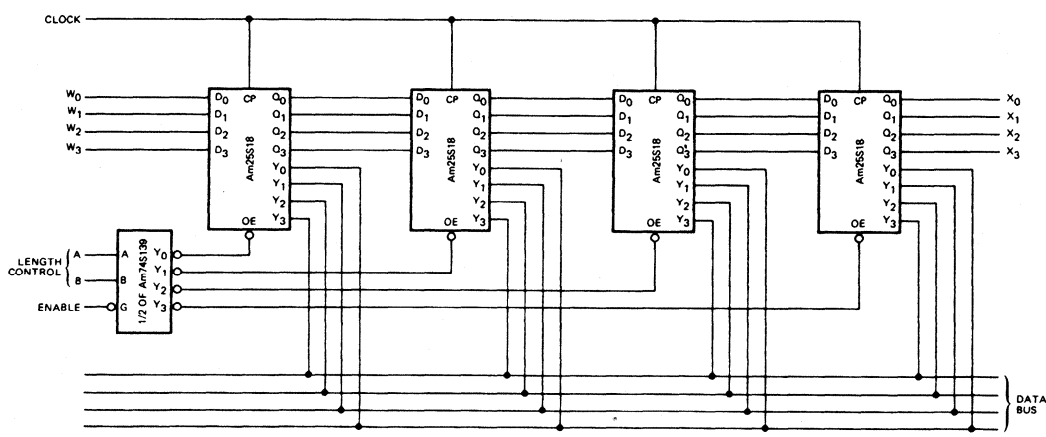 CLOCK
W0
W1
W2
W3
D0 CP Q0
D1 Q1
D2 Q2
D3 Q3
Am25S18
Y0
Y1
Y2
OE Y3
D0 CP Q0
D1 Q1
D2 Q2
D3 Q3
Am25S18
Y0
Y1
Y2
OE Y3
D0 CP Q0
D1 Q1
D2 Q2
D3 Q3
Am25S18
Y0
Y1
Y2
OE Y3
D0 CP Q0
D1 Q1
D2 Q2
D3 Q3
Am25S18
Y0
Y1
Y2
OE Y3
X0
X1
X2
X3
LENGTH
CONTROL
A
B
ENABLE
A Y0
B Y1
Y2
G Y3
1/2 OF Am74S139
DATA
BUS